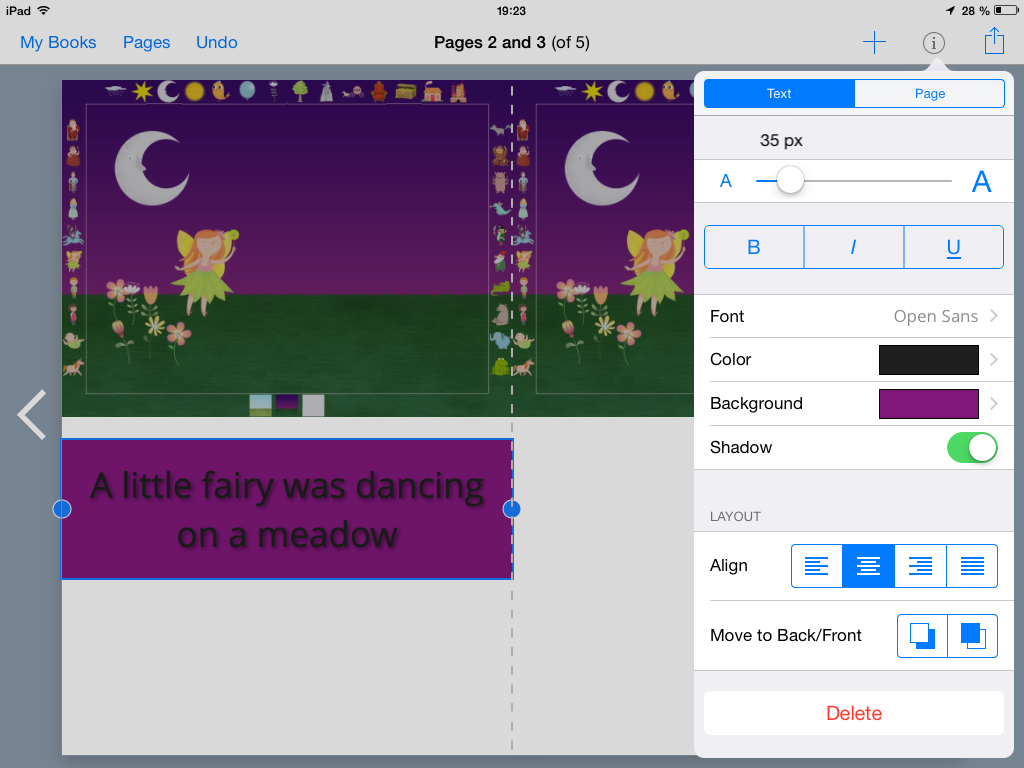 iPad 19:23 28 %
My Books Pages Undo Pages 2 and 3 (of 5)
Text Page
35 px
A A
B I U
Font Open Sans
Color
Background
Shadow
LAYOUT
Align
Move to Back/Front
Delete
A little fairy was dancing
on a meadow